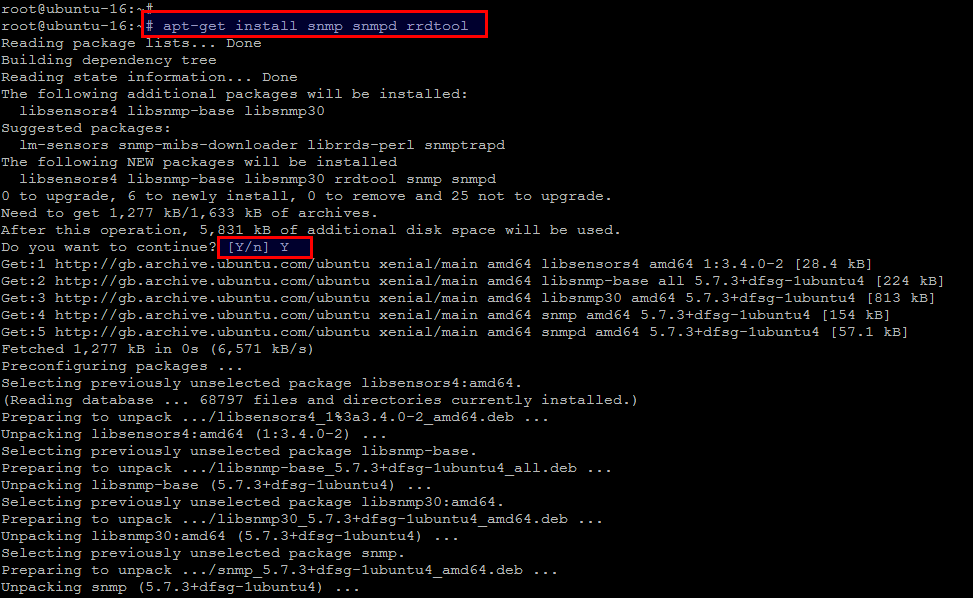 root@ubuntu-16:~#
root@ubuntu-16:~# apt-get install snmp snmpd rrdtool
Reading package lists... Done
Building dependency tree
Reading state information... Done
The following additional packages will be installed:
  libsensors4 libsnmp-base libsnmp30
Suggested packages:
  lm-sensors snmp-mibs-downloader librrds-perl snmptrapd
The following NEW packages will be installed
  libsensors4 libsnmp-base libsnmp30 rrdtool snmp snmpd
0 to upgrade, 6 to newly install, 0 to remove and 25 not to upgrade.
Need to get 1,277 kB/1,633 kB of archives.
After this operation, 5,831 kB of additional disk space will be used.
Do you want to continue? [Y/n] Y
Get:1 http://gb.archive.ubuntu.com/ubuntu xenial/main amd64 libsensors4 amd64 1:3.4.0-2 [28.4 kB]
Get:2 http://gb.archive.ubuntu.com/ubuntu xenial/main amd64 libsnmp-base all 5.7.3+dfsg-1ubuntu4 [224 kB]
Get:3 http://gb.archive.ubuntu.com/ubuntu xenial/main amd64 libsnmp30 amd64 5.7.3+dfsg-1ubuntu4 [813 kB]
Get:4 http://gb.archive.ubuntu.com/ubuntu xenial/main amd64 snmp amd64 5.7.3+dfsg-1ubuntu4 [154 kB]
Get:5 http://gb.archive.ubuntu.com/ubuntu xenial/main amd64 snmpd amd64 5.7.3+dfsg-1ubuntu4 [57.1 kB]
Fetched 1,277 kB in 0s (6,571 kB/s)
Preconfiguring packages ...
Selecting previously unselected package libsensors4:amd64.
(Reading database ... 68797 files and directories currently installed.)
Preparing to unpack .../libsensors4_1%3a3.4.0-2_amd64.deb ...
Unpacking libsensors4:amd64 (1:3.4.0-2) ...
Selecting previously unselected package libsnmp-base.
Preparing to unpack .../libsnmp-base_5.7.3+dfsg-1ubuntu4_all.deb ...
Unpacking libsnmp-base (5.7.3+dfsg-1ubuntu4) ...
Selecting previously unselected package libsnmp30:amd64.
Preparing to unpack .../libsnmp30_5.7.3+dfsg-1ubuntu4_amd64.deb ...
Unpacking libsnmp30:amd64 (5.7.3+dfsg-1ubuntu4) ...
Selecting previously unselected package snmp.
Preparing to unpack .../snmp_5.7.3+dfsg-1ubuntu4_amd64.deb ...
Unpacking snmp (5.7.3+dfsg-1ubuntu4) ...